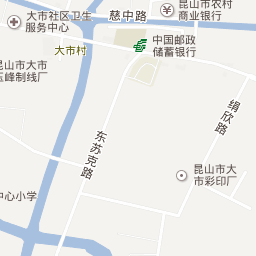 昆山市农村
商业银行
大市社区卫生
服务中心
慈中路
中国邮政
储蓄银行
大市村
昆山市大市
玉峰制线厂
绢欣路
东苏克路
昆山市大
市彩印厂
中心小学